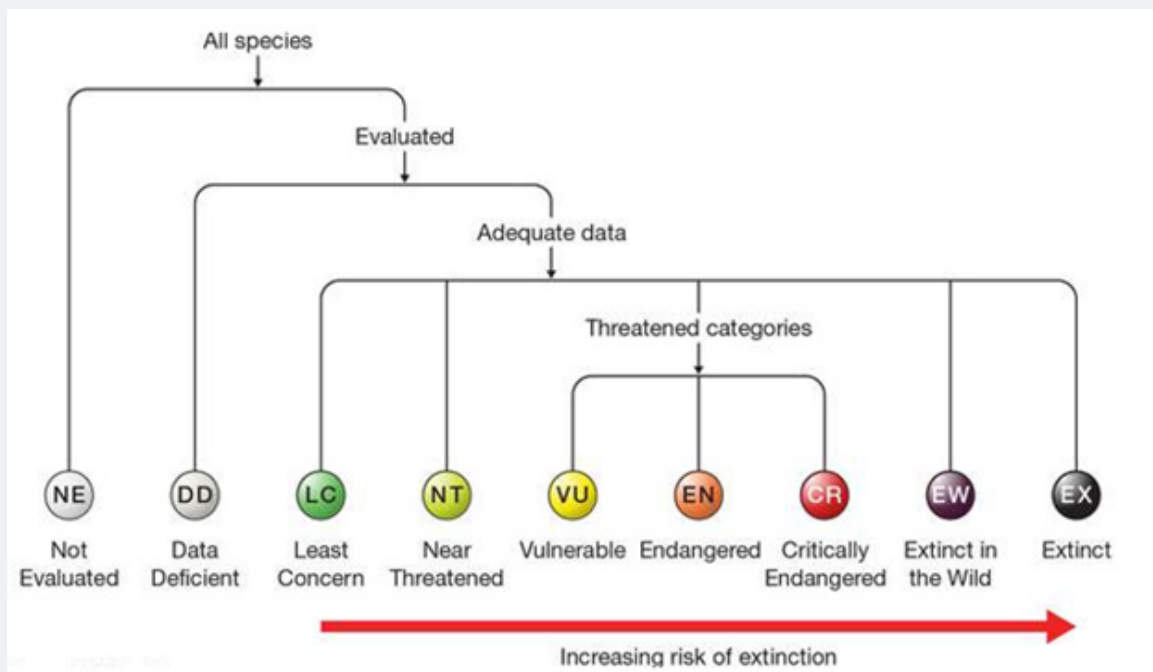 All species
Evaluated
Adequate data
Threatened categories
NE
DD
LC
NT
VU
EN
CR
EW
EX
Not
Evaluated
Data
Deficient
Least
Concern
Near
Threatened
Vulnerable
Endangered
Critically
Endangered
Extinct in
the Wild
Extinct
Increasing risk of extinction